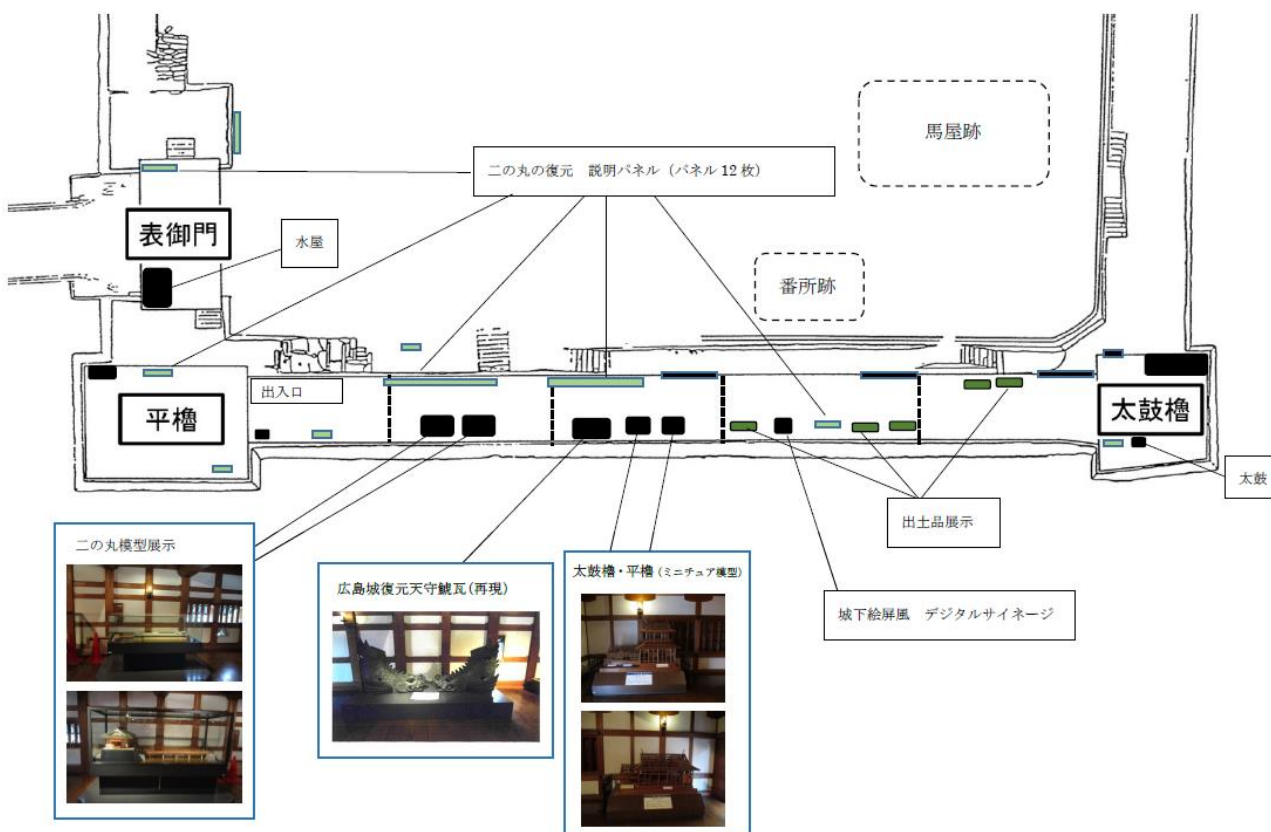 馬屋跡
二の丸の復元 説明パネル(パネル12枚)
表御門
水屋
番所跡
出入口
平櫓
太鼓櫓
太鼓
出土品展示
二の丸模型展示
広島城復元天守鯱瓦(再現)
太鼓櫓・平櫓(ミニチュア模型)
城下絵屏風 デジタルサイネージ